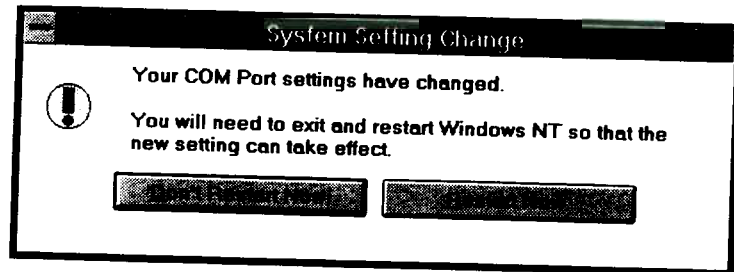 System Setting Change
Your COM Port settings have changed.
You will need to exit and restart Windows NT so that the
new setting can take effect.